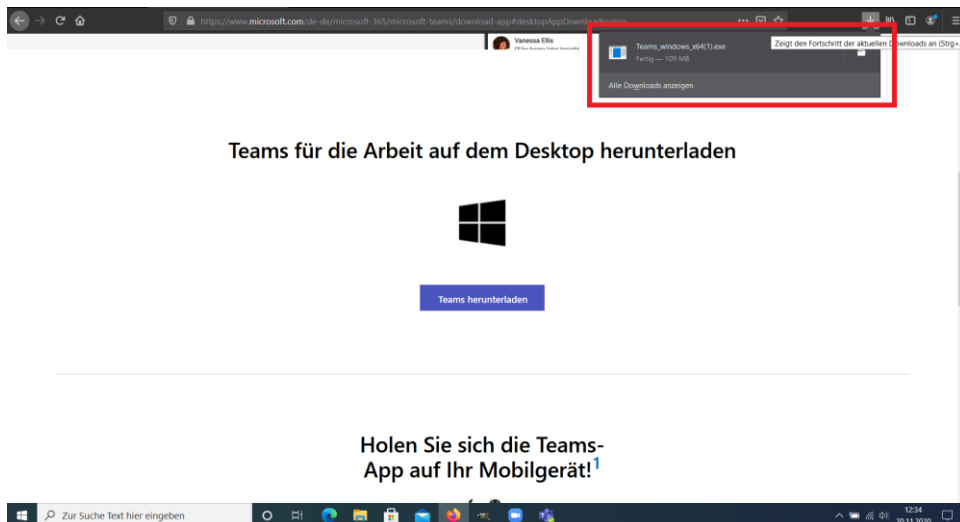 https://www.microsoft.com/de-de/microsoft-365/microsoft-teams/download-app#desktopAppDownloadregion
Vanessa Ellis
Teams_windows_x64(1).exe
Fertig — 109 MB
Zeigt den Fortschritt der aktuellen Downloads an (Strg+
Alle Downloads anzeigen
Teams für die Arbeit auf dem Desktop herunterladen
Teams herunterladen
Holen Sie sich die Teams-
App auf Ihr Mobilgerät!1
Zur Suche Text hier eingeben
12:34
20.11.2020